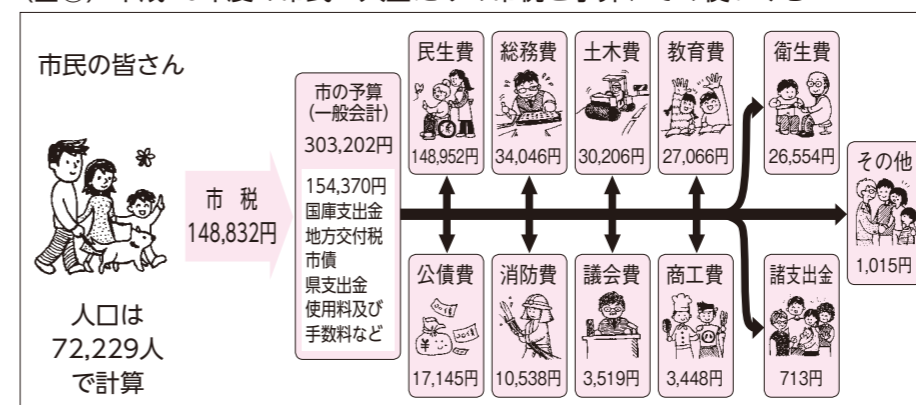 市民の皆さん
人口は
72,229人
で計算
市 税
148,832円
市の予算
(一般会計)
303,202円
154,370円
国庫支出金
地方交付税
市債
県支出金
使用料及び
手数料など
民生費
148,952円
総務費
34,046円
土木費
30,206円
教育費
27,066円
衛生費
26,554円
その他
1,015円
公債費
17,145円
消防費
10,538円
議会費
3,519円
商工費
3,448円
諸支出金
713円